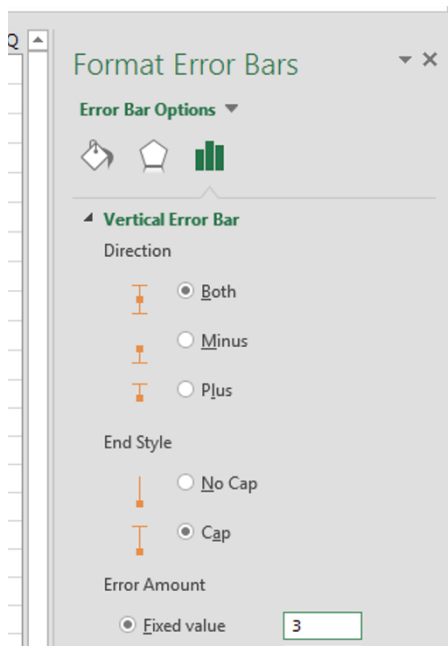 Q
Format Error Bars
Error Bar Options
Vertical Error Bar
Direction
Both
Minus
Plus
End Style
No Cap
Cap
Error Amount
Fixed value 3